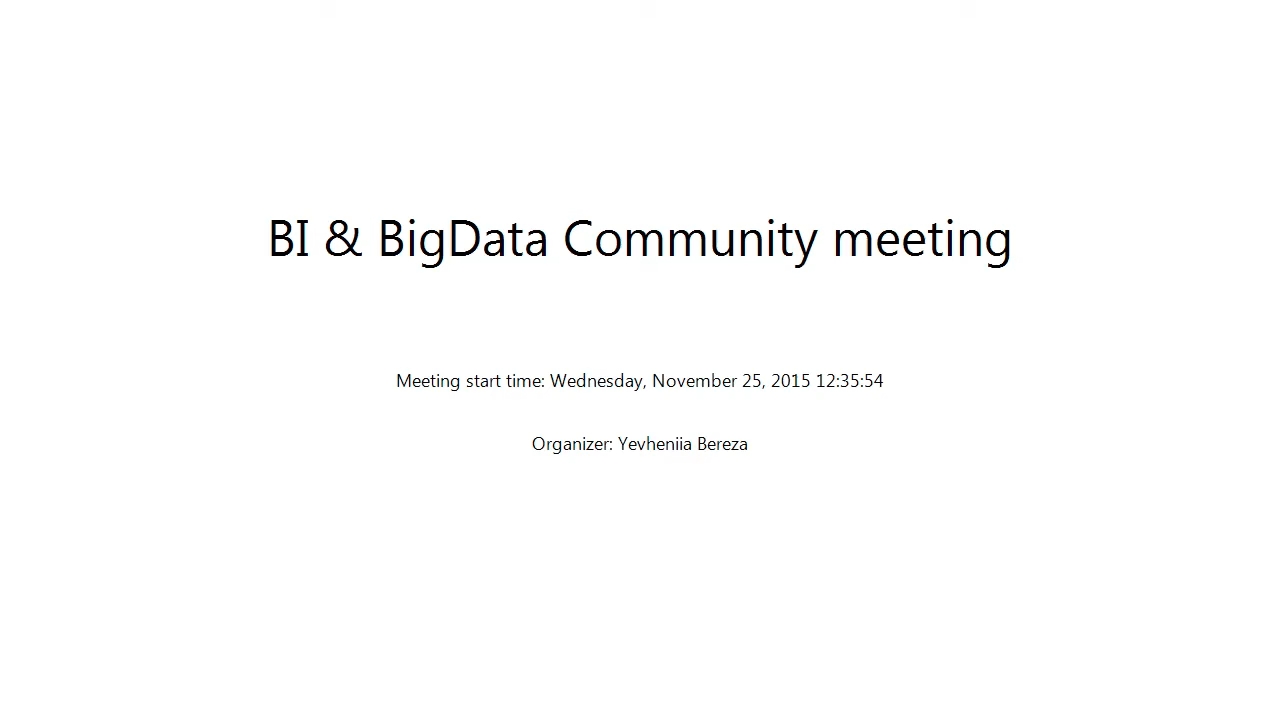 BI & BigData Community meeting
Meeting start time: Wednesday, November 25, 2015 12:35:54
Organizer: Yevheniia Bereza